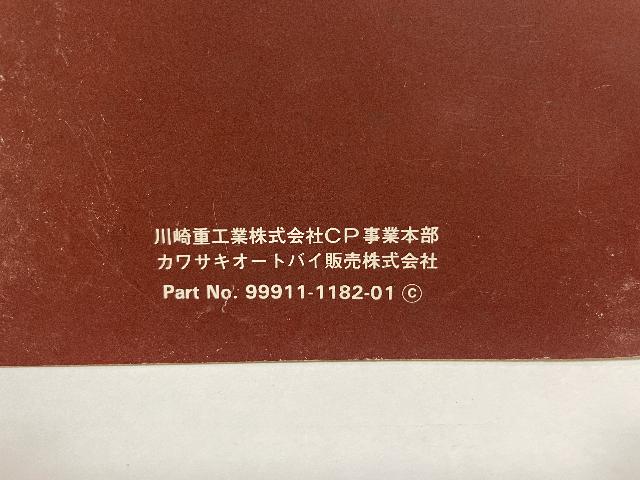 川崎重工業株式会社CP事業本部
カワサキオートバイ販売株式会社
Part No. 99911-1182-01 ©